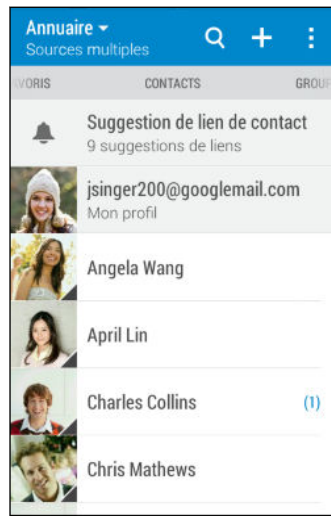 Annuaire
Sources multiples
VORIS CONTACTS GROUP
Suggestion de lien de contact
9 suggestions de liens
jsinger200@googlemail.com
Mon profil
Angela Wang
April Lin
Charles Collins (1)
Chris Mathews